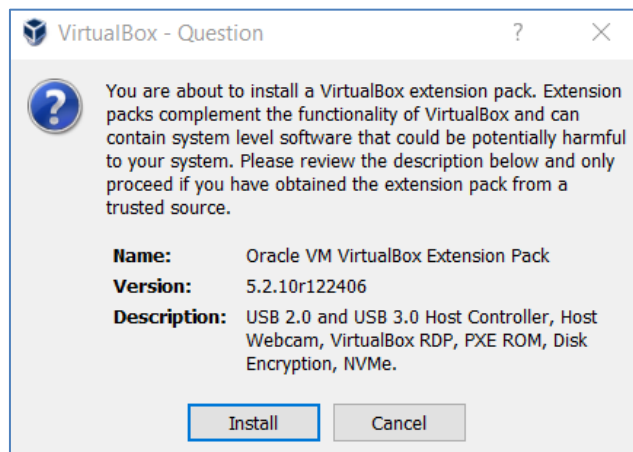 VirtualBox - Question
You are about to install a VirtualBox extension pack. Extension
packs complement the functionality of VirtualBox and can
contain system level software that could be potentially harmful
to your system. Please review the description below and only
proceed if you have obtained the extension pack from a
trusted source.
Name: Oracle VM VirtualBox Extension Pack
Version: 5.2.10r122406
Description: USB 2.0 and USB 3.0 Host Controller, Host
Webcam, VirtualBox RDP, PXE ROM, Disk
Encryption, NVMe.
Install Cancel